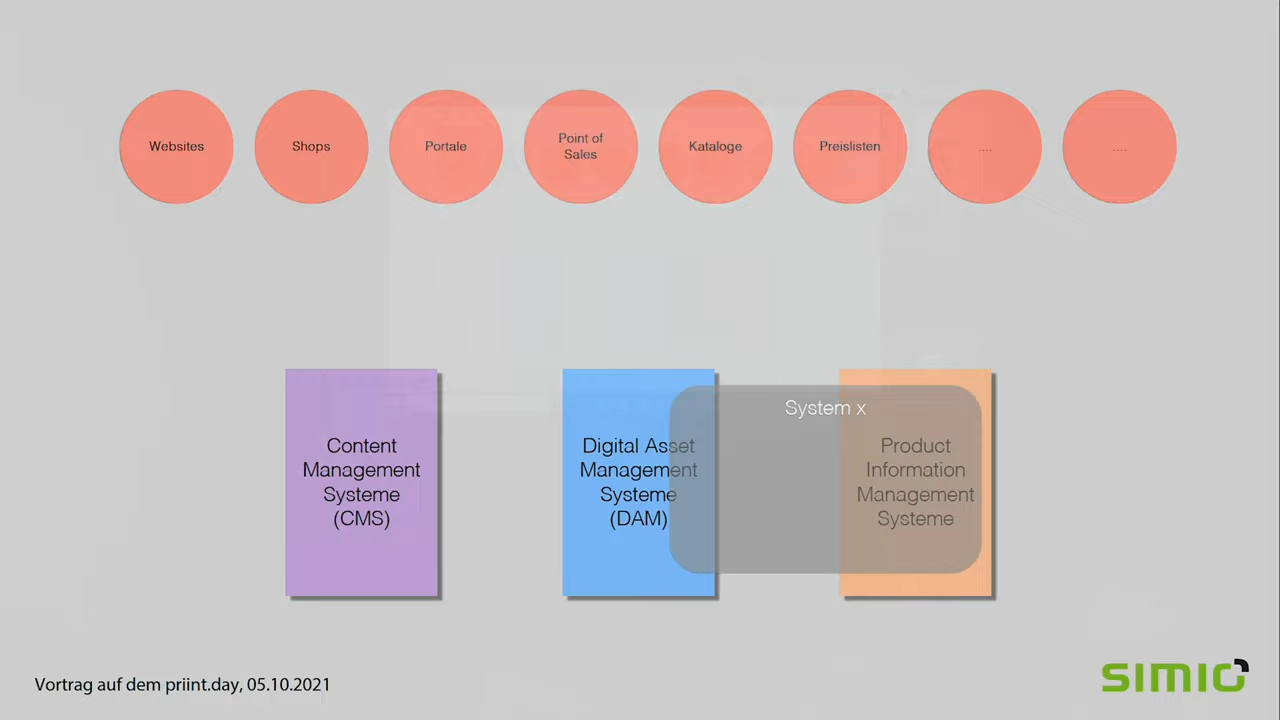 Websites
Shops
Portale
Point of
Sales
Kataloge
Preislisten
....
....
Content
Management
Systeme
(CMS)
Digital Asset
Management
Systeme
(DAM)
System x
Product
Information
Management
Systeme
Vortrag auf dem priint.day, 05.10.2021
SIMIO